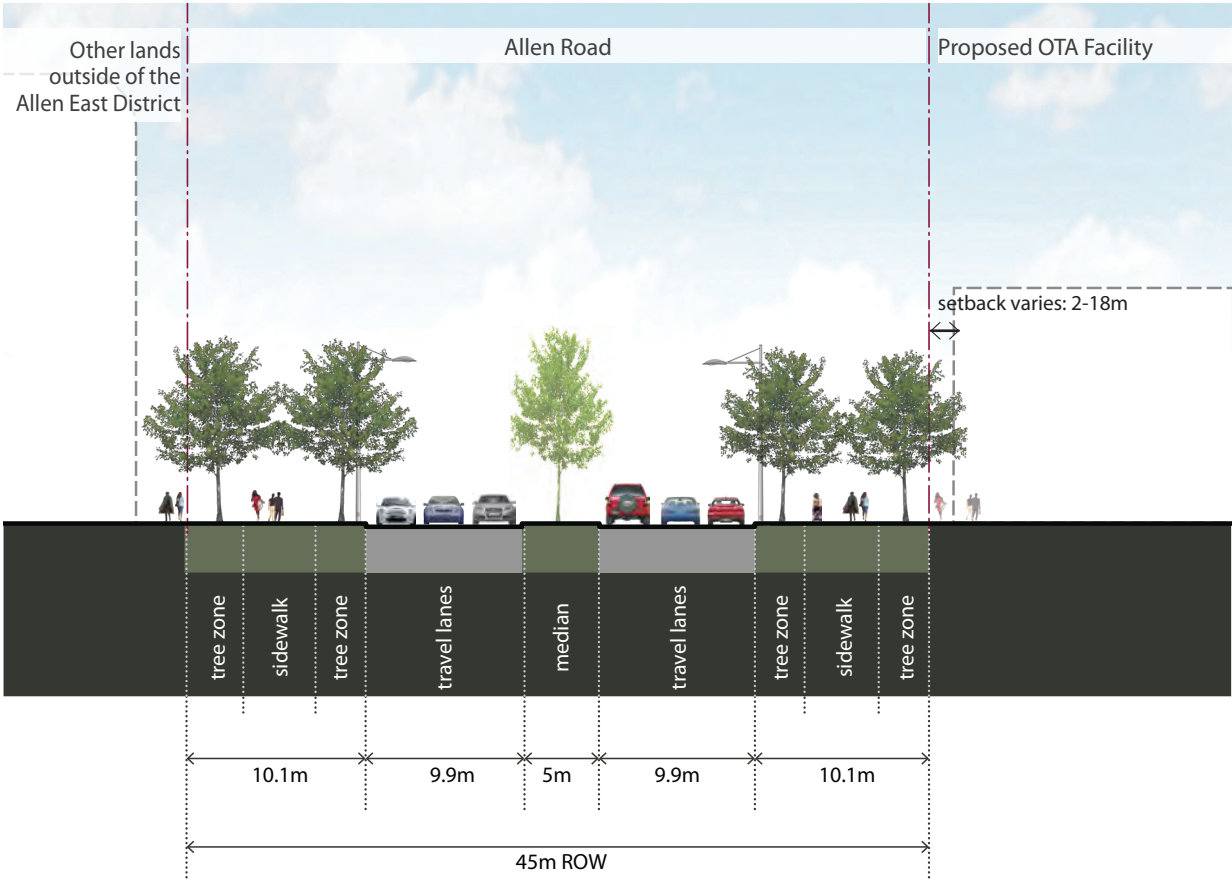 Other lands
outside of the
Allen East District
Allen Road
Proposed OTA Facility
setback varies: 2-18m
tree zone
sidewalk
tree zone
travel lanes
median
travel lanes
tree zone
sidewalk
tree zone
10.1m
9.9m
5m
9.9m
10.1m
45m ROW